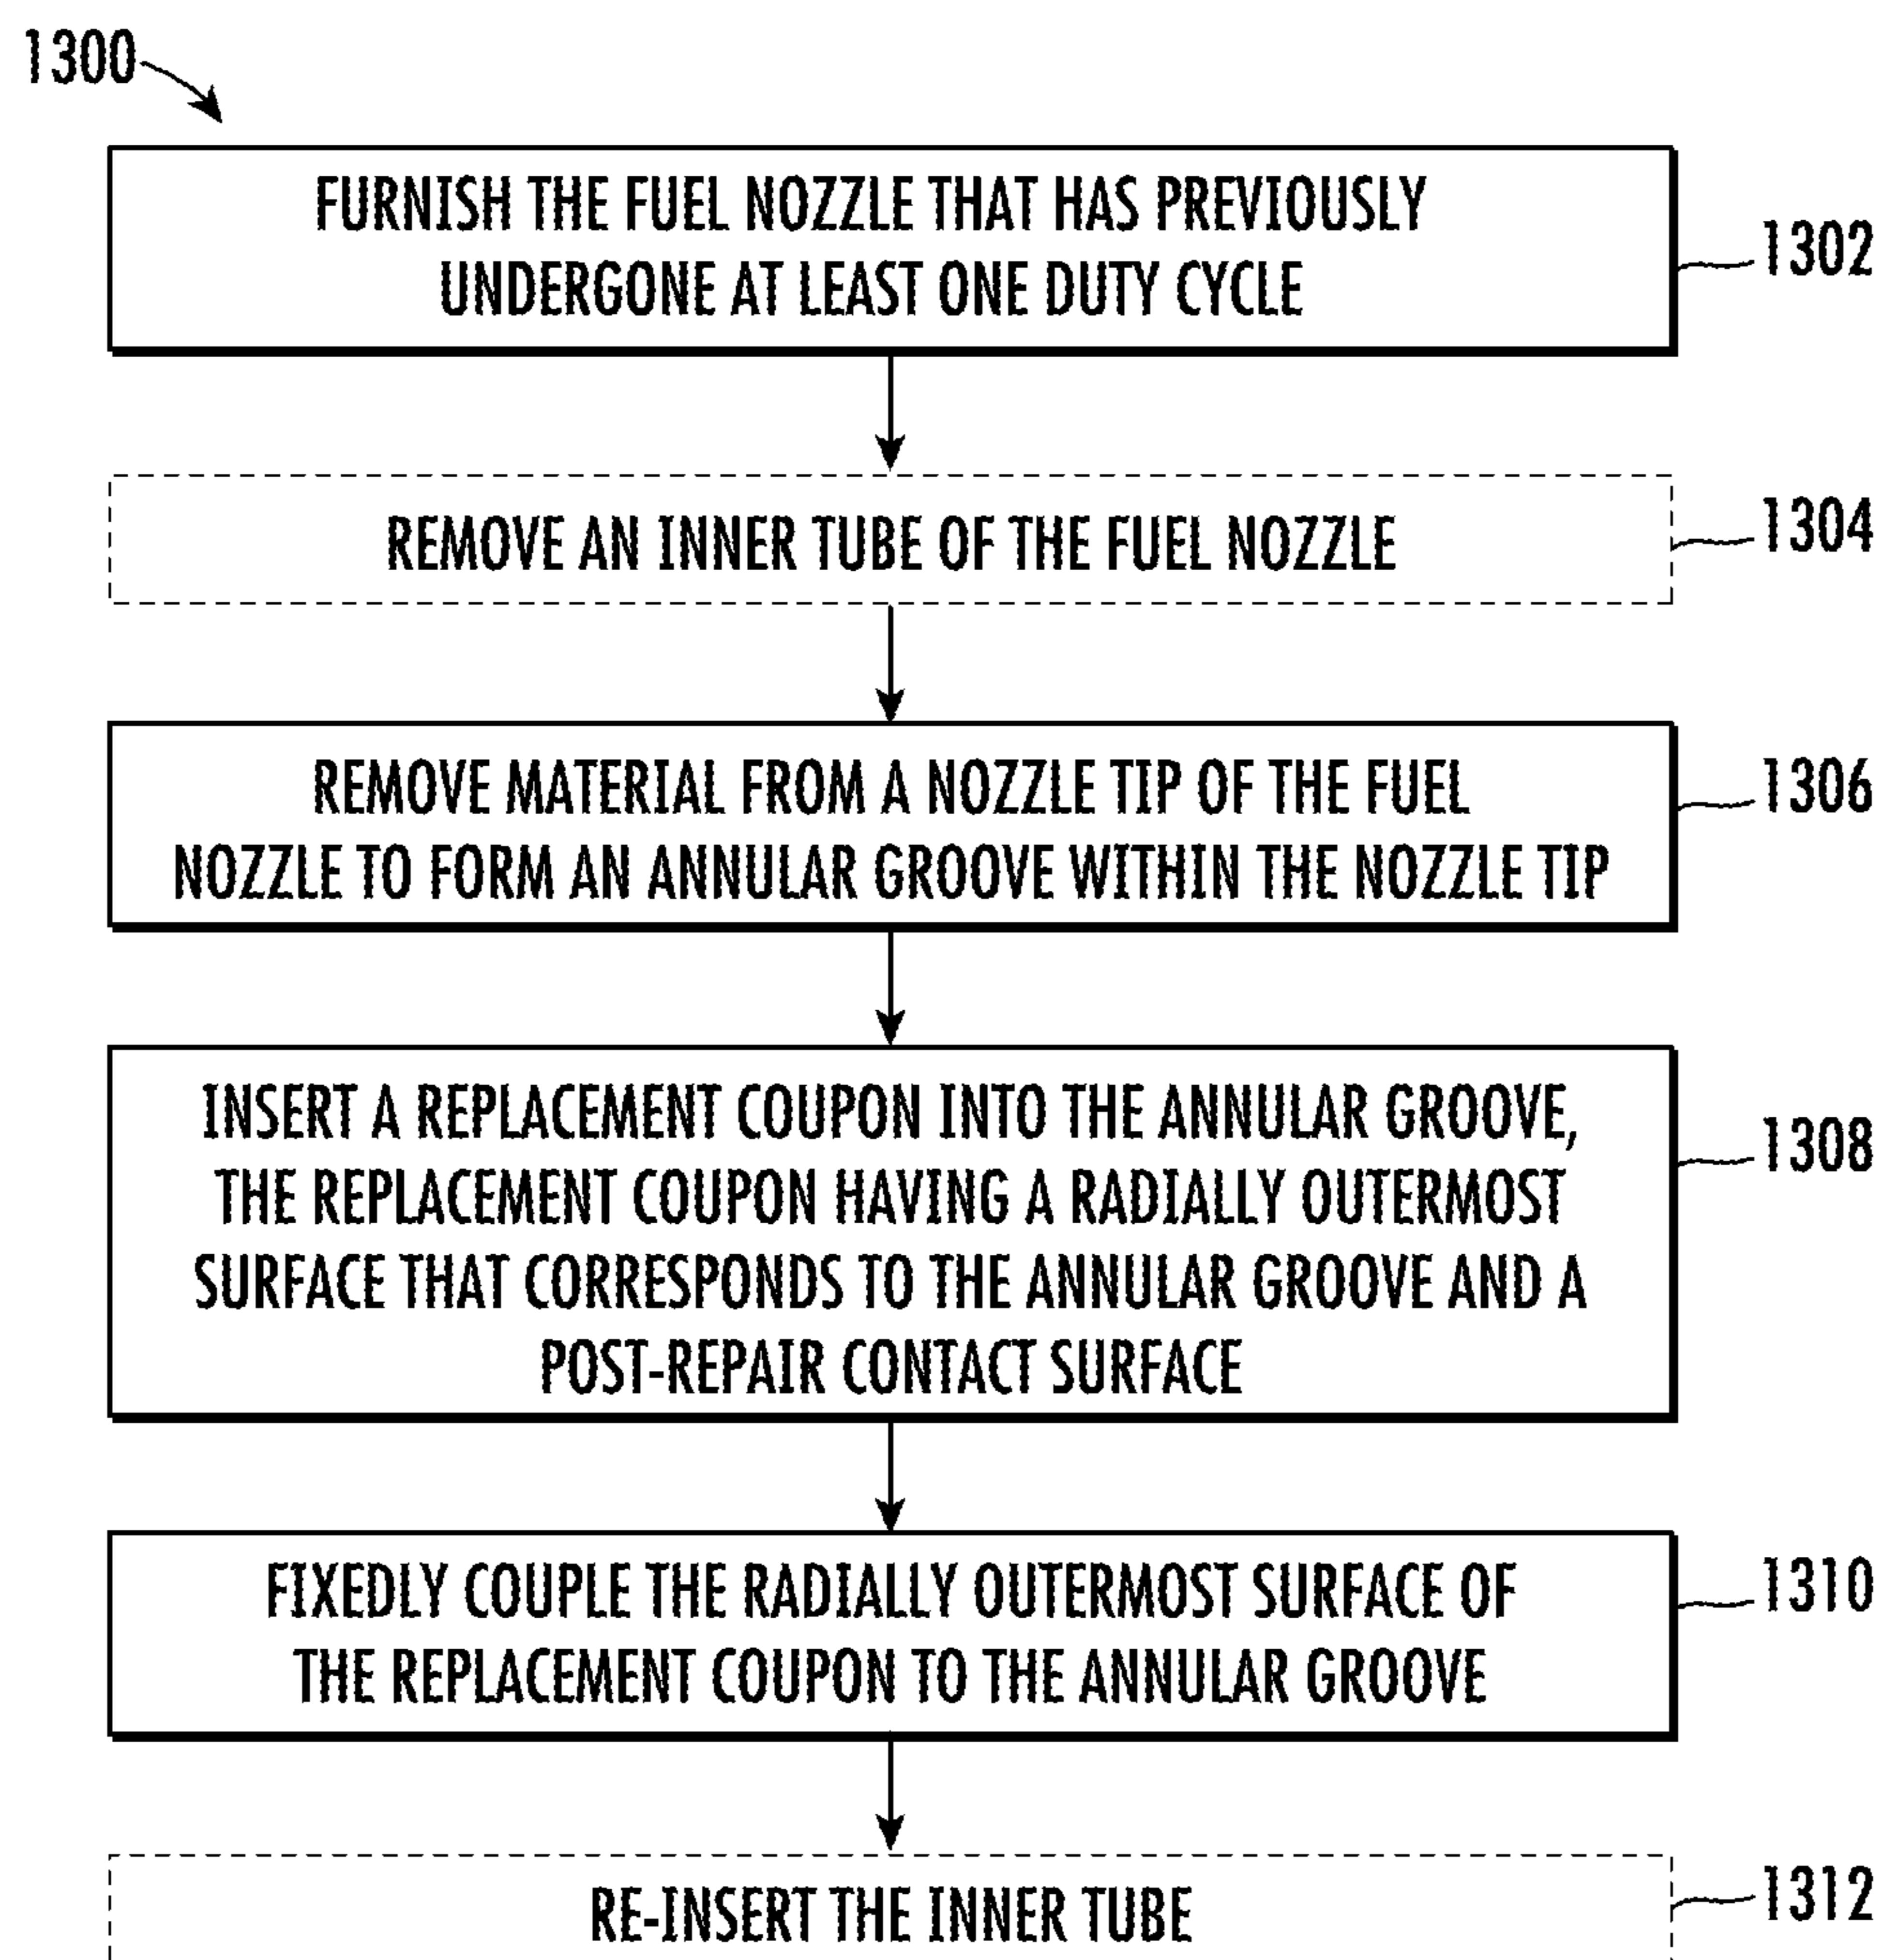 1300
FURNISH THE FUEL NOZZLE THAT HAS PREVIOUSLY
UNDERGONE AT LEAST ONE DUTY CYCLE
1302
REMOVE AN INNER TUBE OF THE FUEL NOZZLE
1304
REMOVE MATERIAL FROM A NOZZLE TIP OF THE FUEL
NOZZLE TO FORM AN ANNULAR GROOVE WITHIN THE NOZZLE TIP
1306
INSERT A REPLACEMENT COUPON INTO THE ANNULAR GROOVE,
THE REPLACEMENT COUPON HAVING A RADIALLY OUTERMOST
SURFACE THAT CORRESPONDS TO THE ANNULAR GROOVE AND A
POST-REPAIR CONTACT SURFACE
1308
FIXEDLY COUPLE THE RADIALLY OUTERMOST SURFACE OF
THE REPLACEMENT COUPON TO THE ANNULAR GROOVE
1310
RE-INSERT THE INNER TUBE
1312